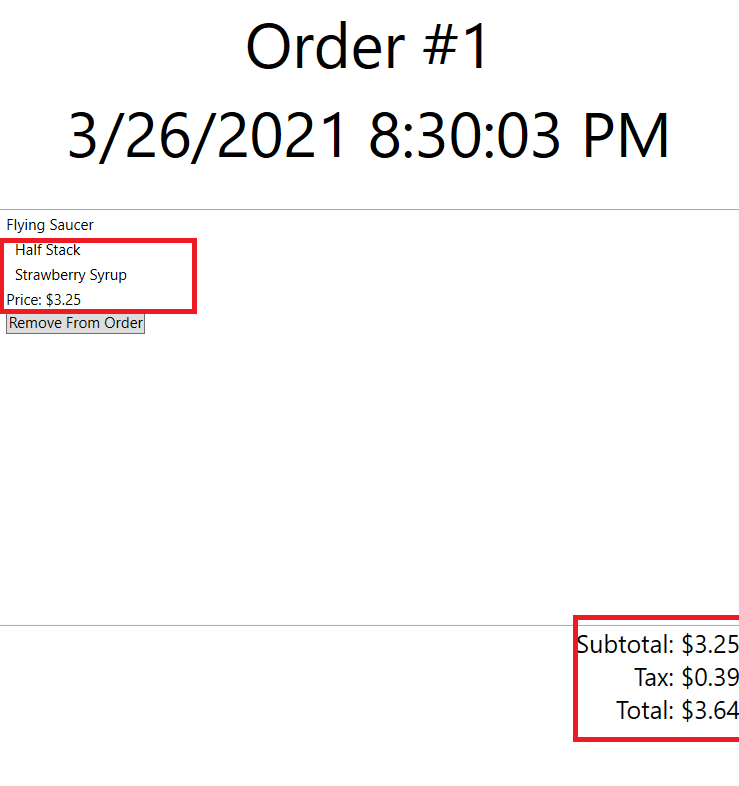 Order #1
3/26/2021 8:30:03 PM
Flying Saucer
Half Stack
Strawberry Syrup
Price: $3.25
Remove From Order
Subtotal: $3.25
Tax: $0.39
Total: $3.64